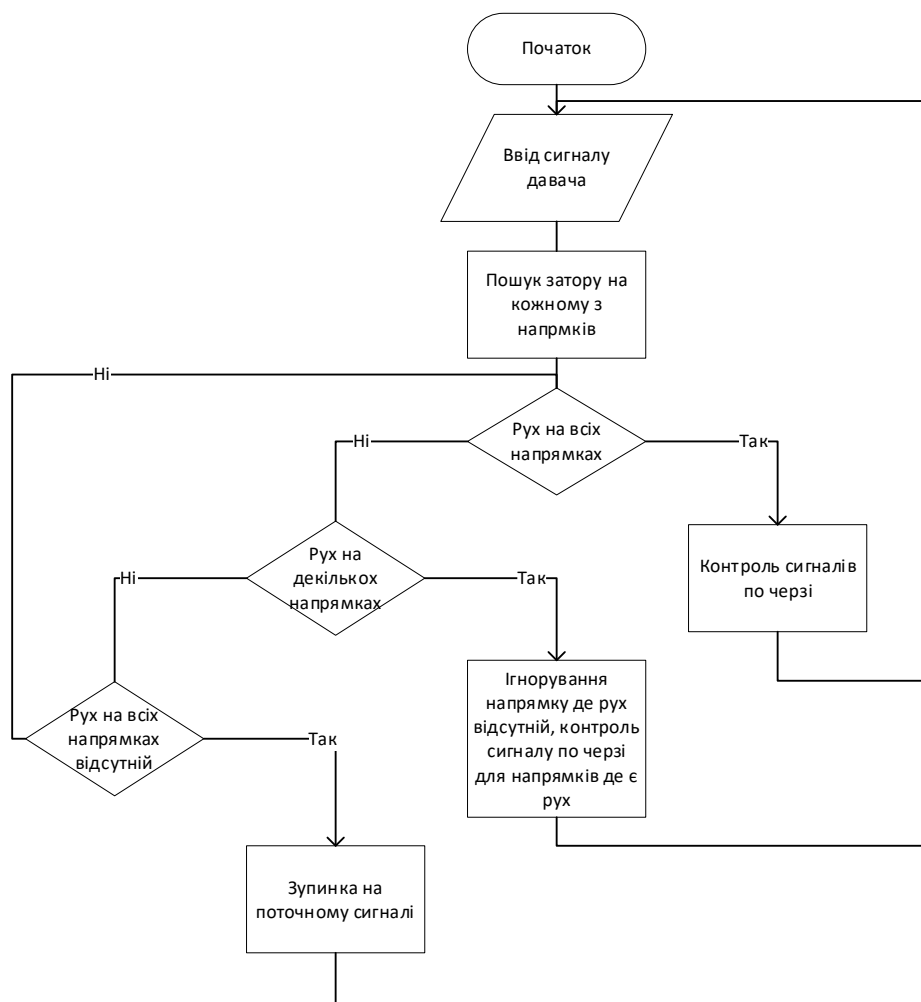 Початок
Ввід сигналу
давача
Пошук затору на
кожному з
напрмків
Ні
Рух на всіх
напрямках
Ні
Так
Рух на
декількох
напрямках
Ні
Так
Контроль сигналів
по черзі
Рух на всіх
напрямках
відсутній
Так
Ігнорування
напрямку де рух
відсутній, контроль
сигналу по черзі
для напрямків де є
рух
Зупинка на
поточному сигналі